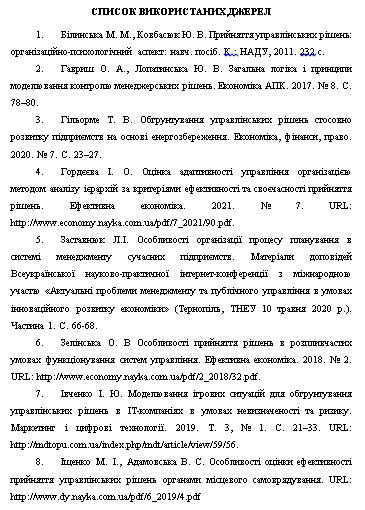 СПИСОК ВИКОРИСТАНИХ ДЖЕРЕЛ
1. Білинська М. М., Ковбасюк Ю. В. Прийняття управлінських рішень:
організаційно-психологічний аспект: навч. посіб. К.: НАДУ, 2011. 232 с.
2. Гавриш О. А., Лопатинська Ю. В. Загальна логіка і принципи
моделювання контролю менеджерських рішень. Економіка АПК. 2017. № 8. С.
78–80.
3. Гільорме Т. В. Обґрунтування управлінських рішень стосовно
розвитку підприємств на основі енергозбереження. Економіка, фінанси, право.
2020. № 7. С. 23–27.
4. Гордєєва І. О. Оцінка адаптивності управління організацією
методом аналізу ієрархій за критеріями ефективності та своєчасності прийняття
рішень. Ефективна економіка. 2021. № 7. URL:
http://www.economy.nayka.com.ua/pdf/7_2021/90.pdf.
5. Заставнюк Л.І. Особливості організації процесу планування в
системі менеджменту сучасних підприємств. Матеріали доповідей
Всеукраїнської науково-практичної інтернет-конференції з міжнародною
участю «Актуальні проблеми менеджменту та публічного управління в умовах
інноваційного розвитку економіки» (Тернопіль, ТНЕУ 10 травня 2020 р.).
Частина 1. С. 66-68.
6. Зелінська О. В Особливості прийняття рішень в розпливчастих
умовах функціонування систем управління. Ефективна економіка. 2018. № 2.
URL: http://www.economy.nayka.com.ua/pdf/2_2018/32.pdf.
7. Івченко І. Ю. Моделювання ігрових ситуацій для обґрунтування
управлінських рішень в ІТ-компаніях в умовах невизначеності та ризику.
Маркетинг і цифрові технології. 2019. Т. 3, № 1. С. 21–33. URL:
http://mdtopu.com.ua/index.php/mdt/article/view/59/56.
8. Іщенко М. І., Адамовська В. С. Особливості оцінки ефективності
прийняття управлінських рішень органами місцевого самоврядування. URL:
http://www.dy.nayka.com.ua/pdf/6_2019/4.pdf